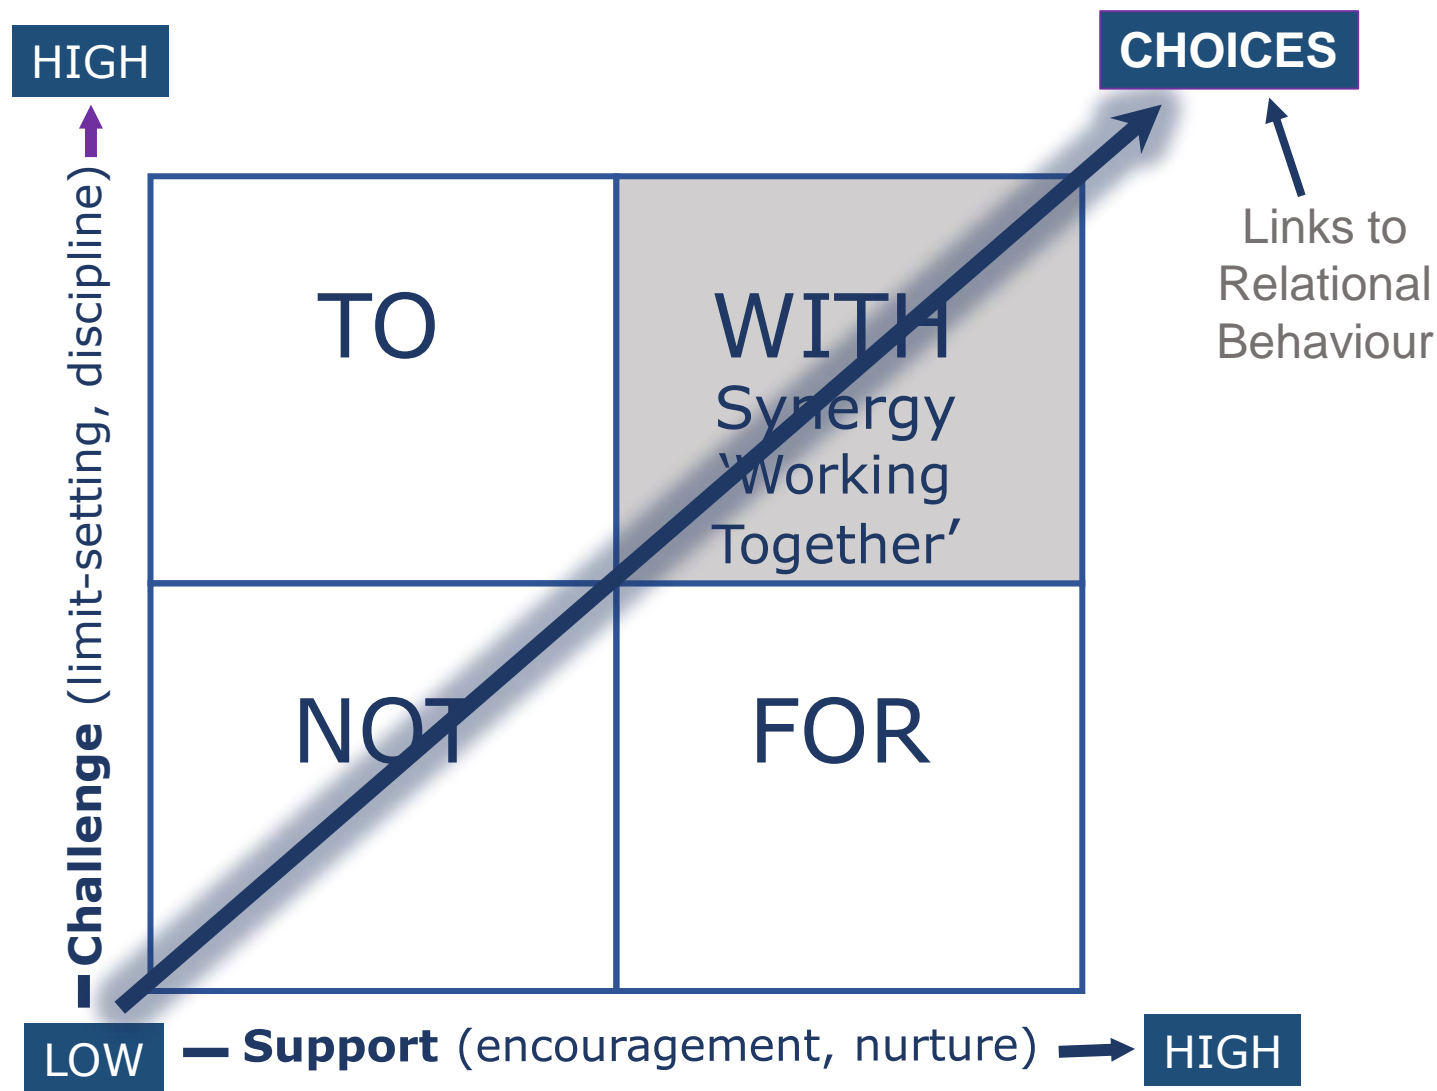 HIGH
CHOICES
Links to
Relational
Behaviour
Challenge (limit-setting, discipline)
TO
WITH
Synergy
‘Working
Together’
NOT
FOR
LOW
Support (encouragement, nurture)
HIGH